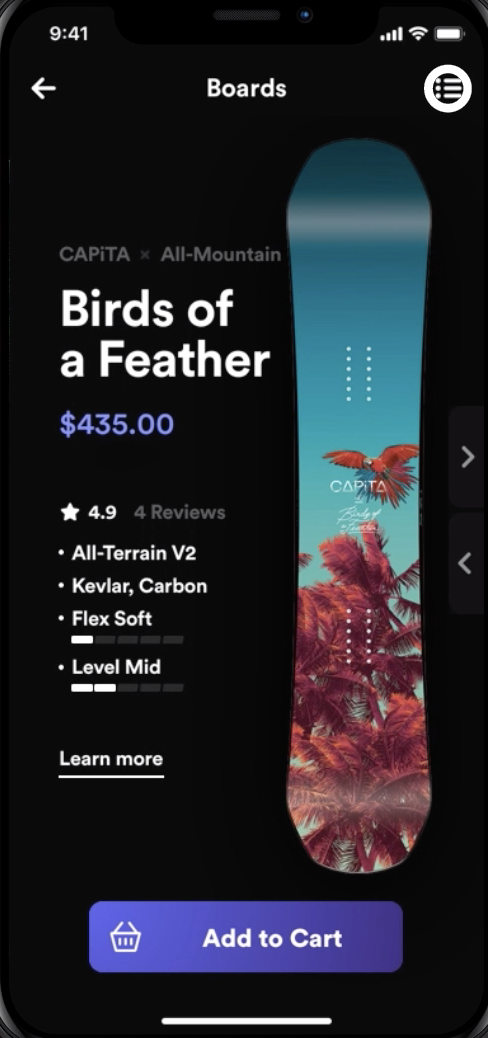 9:41
Boards
CAPiTA × All-Mountain
Birds of
a Feather
$435.00
4.9 4 Reviews
• All-Terrain V2
• Kevlar, Carbon
• Flex Soft
• Level Mid
Learn more
CAPiTA
Birds of
a Feather
Add to Cart